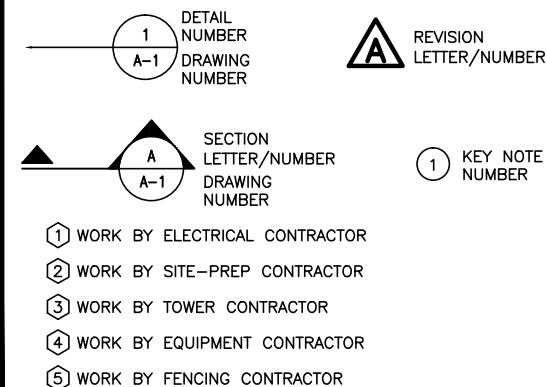 1
A-1
DETAIL
NUMBER
DRAWING
NUMBER
A
REVISION
LETTER/NUMBER
A
A-1
SECTION
LETTER/NUMBER
DRAWING
NUMBER
1
KEY NOTE
NUMBER
1 WORK BY ELECTRICAL CONTRACTOR
2 WORK BY SITE-PREP CONTRACTOR
3 WORK BY TOWER CONTRACTOR
4 WORK BY EQUIPMENT CONTRACTOR
5 WORK BY FENCING CONTRACTOR